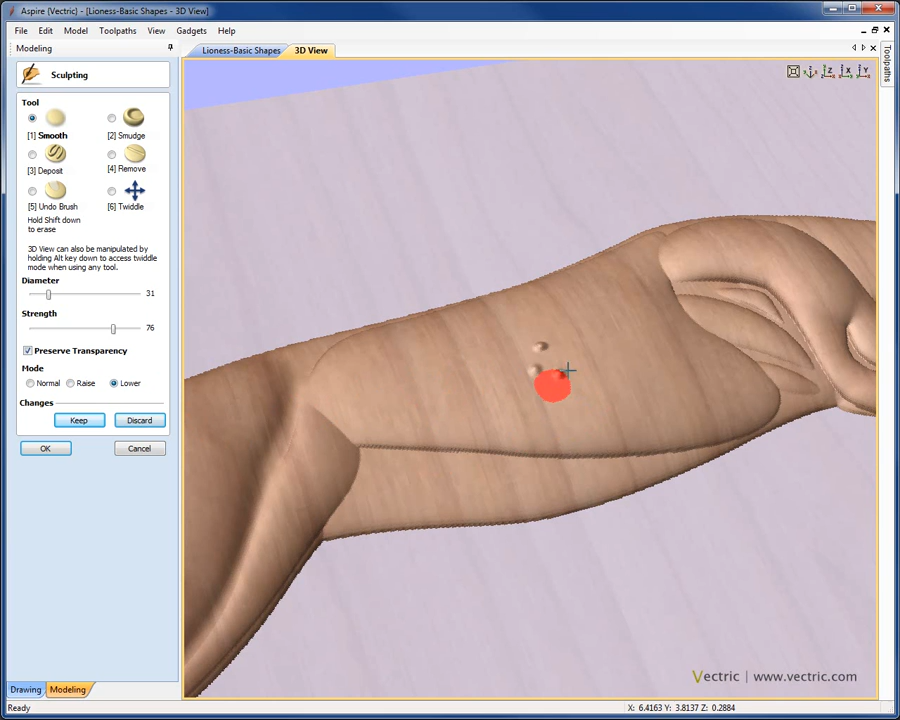 Aspire (Vectric) - [Lioness-Basic Shapes - 3D View]
File Edit Model Toolpaths View Gadgets Help
Modeling
Lioness-Basic Shapes 3D View
Toolpaths
Sculpting
Tool
[1] Smooth [2] Smudge
[3] Deposit [4] Remove
[5] Undo Brush [6] Twiddle
Hold Shift down
to erase
3D View can also be manipulated by
holding Alt key down to access twiddle
mode when using any tool.
Diameter
31
Strength
76
Preserve Transparency
Mode
Normal Raise Lower
Changes
Keep Discard
OK Cancel
Z X Y
Vectric | www.vectric.com
Drawing Modeling
Ready X: 6.4163 Y: 3.8137 Z: 0.2884